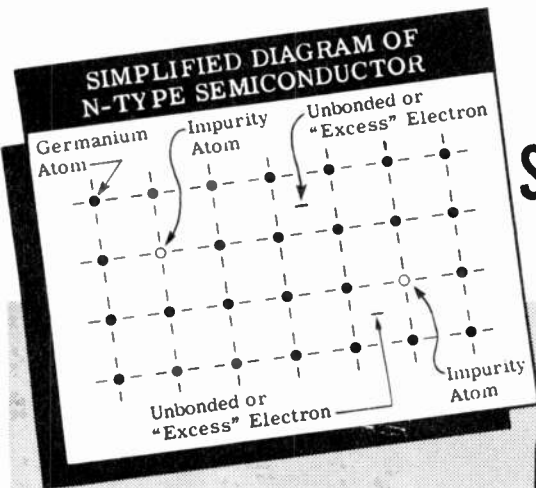 SIMPLIFIED DIAGRAM OF
N-TYPE SEMICONDUCTOR
Germanium
Atom
Impurity
Atom
Unbonded or
"Excess" Electron
Unbonded or
"Excess" Electron
Impurity
Atom
S